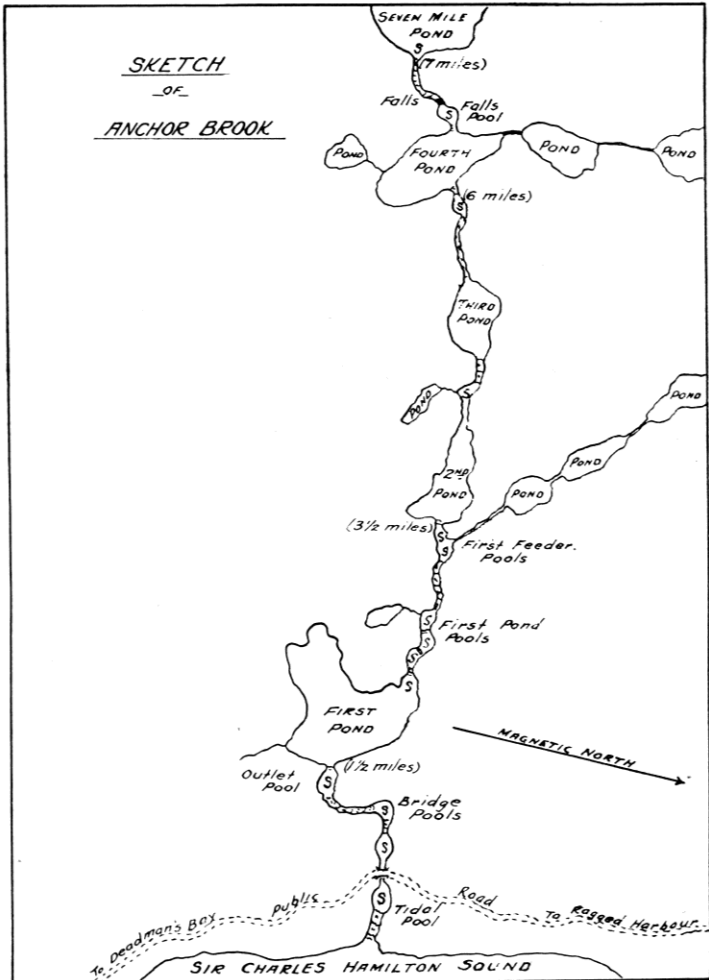 SEVEN MILE
POND
S
(7 miles)
SKETCH
OF
ANCHOR BROOK
Falls
S
Falls
Pool
POND
FOURTH
POND
POND
POND
(6 miles)
S
THIRD
POND
S
POND
POND
2ND
POND
POND
POND
(3½ miles)
S
S
First Feeder.
Pools
S
S
First Pond
Pools
S
S
FIRST
POND
MAGNETIC NORTH
(1½ miles)
Outlet
Pool
S
Bridge
Pools
S
S
To Deadman's Bay
Public
Road
To Ragged Harbour.
S
Tidal
Pool
SIR CHARLES HAMILTON SOUND